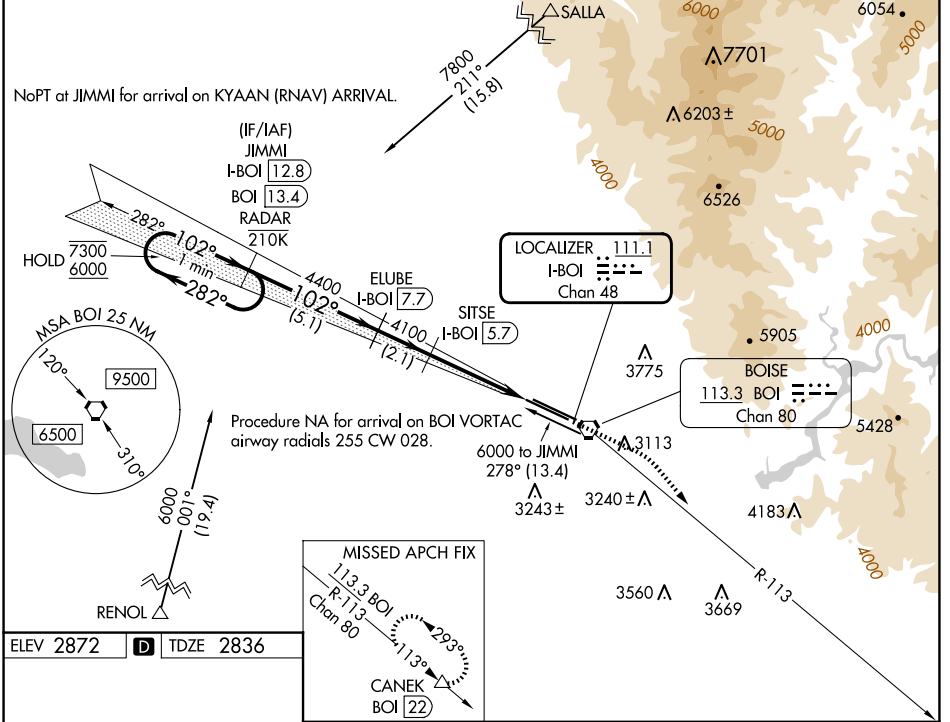 SALLA
6000
6054
5000
7701
7800
211°
(15.8)
NoPT at JIMMI for arrival on KYAAN (RNAV) ARRIVAL.
6203±
5000
4000
6526
(IF/IAF)
JIMMI
I-BOI 12.8
BOI 13.4
RADAR
210K
HOLD 7300
6000
282°
102°
1 min
282°
4400
102°
(5.1)
ELUBE
I-BOI 7.7
4100
(2.1)
SITSE
I-BOI 5.7
LOCALIZER 111.1
I-BOI
Chan 48
5905
4000
3775
BOISE
113.3 BOI
Chan 80
5428
MSA BOI 25 NM
120°
9500
6500
310°
Procedure NA for arrival on BOI VORTAC
airway radials 255 CW 028.
6000 to JIMMI
278° (13.4)
3113
3243±
3240±
4183
4000
6000
001°
(19.4)
RENOL
3560
3669
R-113
MISSED APCH FIX
113.3 BOI
R-113
Chan 80
293°
113°
CANEK
BOI 22
ELEV 2872 D TDZE 2836